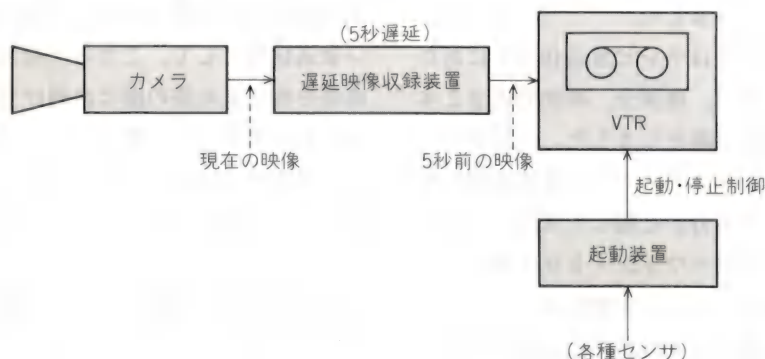 (5秒遅延)
カメラ
遅延映像収録装置
VTR
現在の映像
5秒前の映像
起動・停止制御
起動装置
(各種センサ)